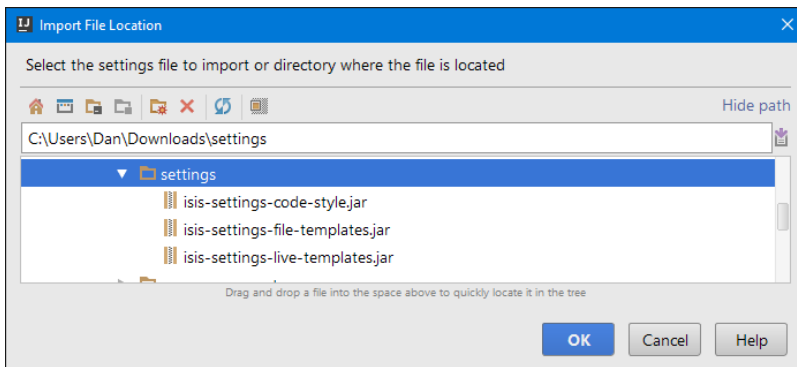 IJ Import File Location
Select the settings file to import or directory where the file is located
Hide path
C:\Users\Dan\Downloads\settings
settings
isis-settings-code-style.jar
isis-settings-file-templates.jar
isis-settings-live-templates.jar
Drag and drop a file into the space above to quickly locate it in the tree
OK Cancel Help